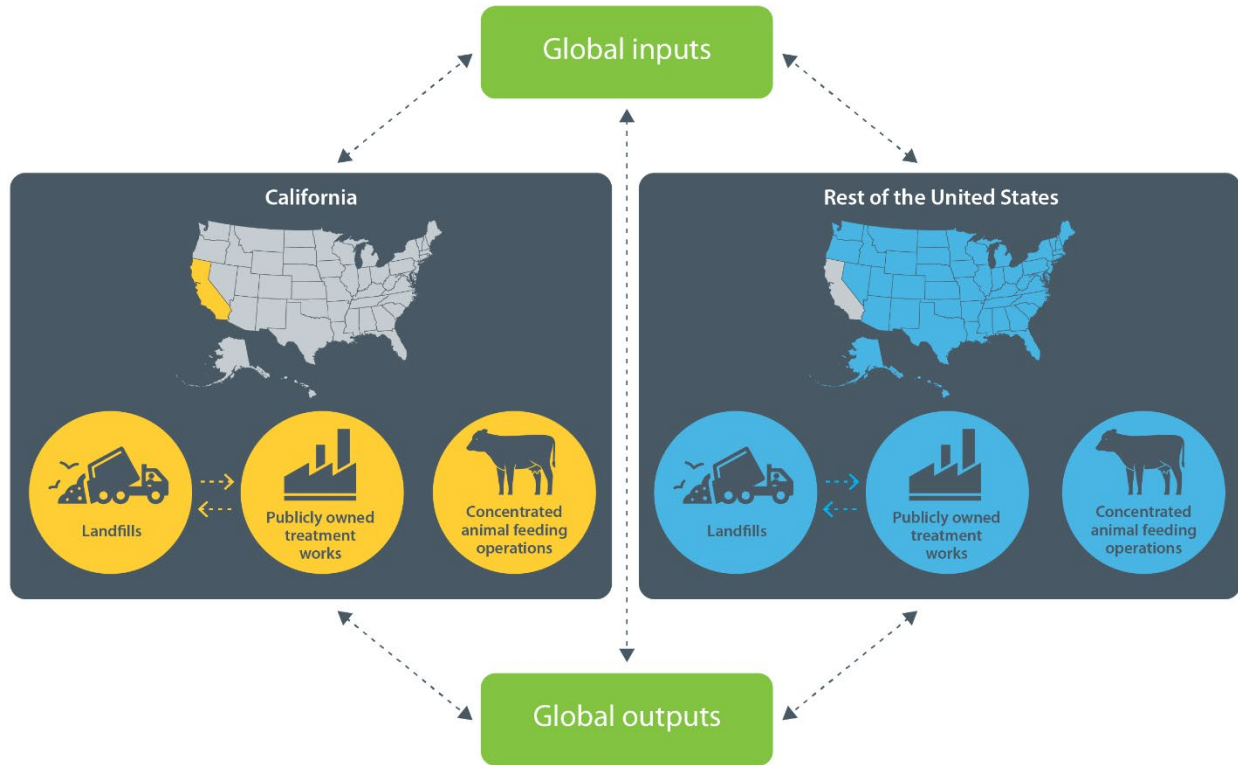 Global inputs
California
Landfills
Publicly owned
treatment
works
Concentrated
animal feeding
operations
Rest of the United States
Landfills
Publicly owned
treatment
works
Concentrated
animal feeding
operations
Global outputs